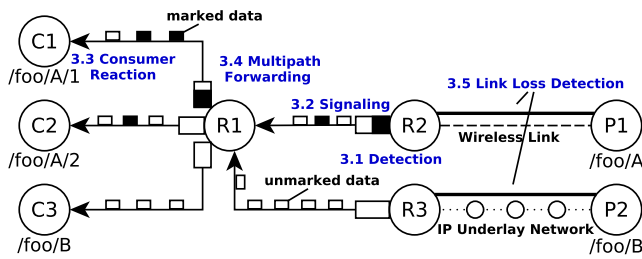 marked data
C1
3.3 Consumer
Reaction
3.4 Multipath
Forwarding
/foo/A/1
3.5 Link Loss Detection
3.2 Signaling
C2
R1
R2
P1
Wireless Link
/foo/A/2
3.1 Detection
/foo/A
unmarked data
C3
R3
P2
IP Underlay Network
/foo/B
/foo/B